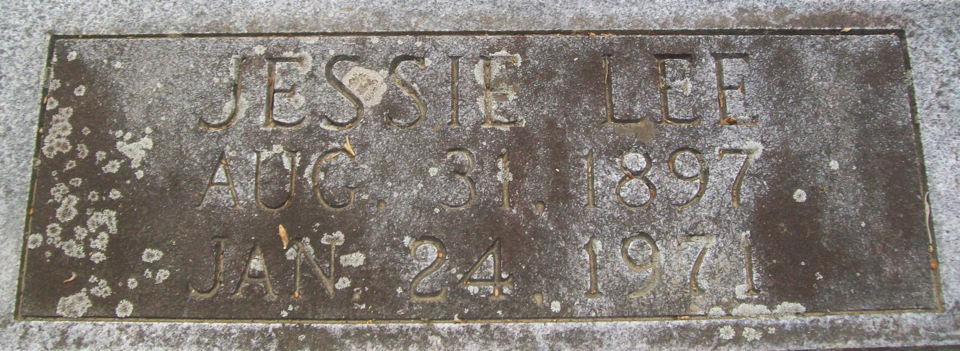 JESSIE LEE
AUG. 31, 1897
JAN. 24, 1971